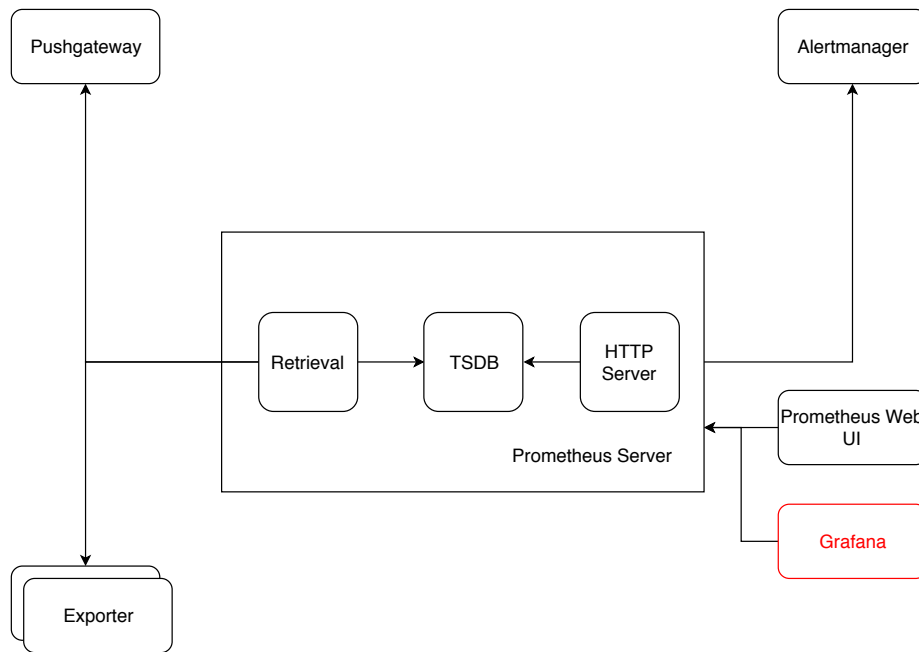 Pushgateway
Alertmanager
Retrieval
TSDB
HTTP
Server
Prometheus Server
Prometheus Web
UI
Grafana
Exporter